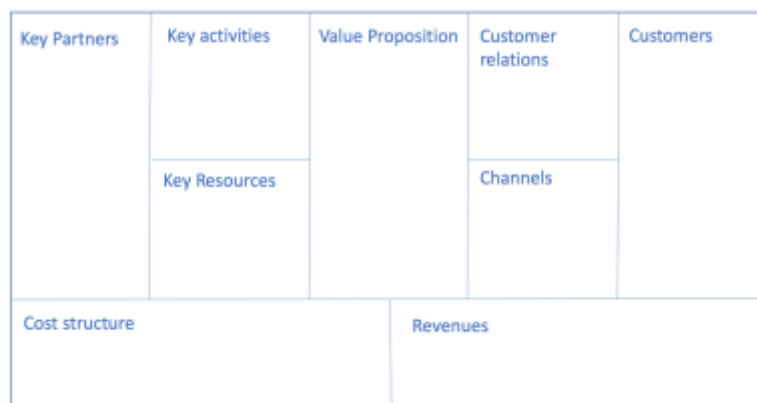 Key Partners
Key activities
Value Proposition
Customer
relations
Customers
Key Resources
Channels
Cost structure
Revenues